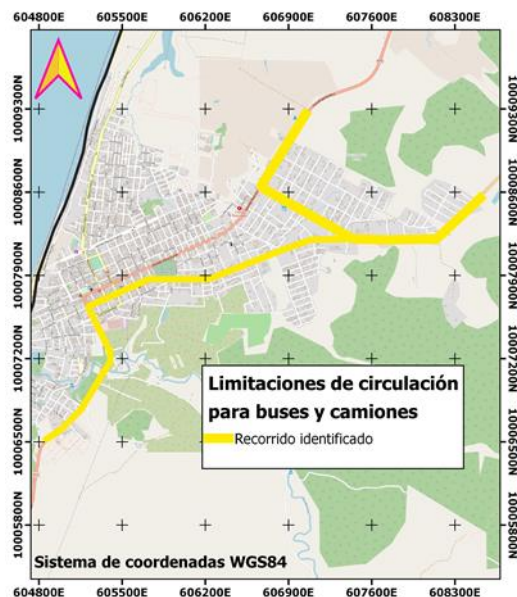 604800E 605500E 606200E 606900E 607600E 608300E
10009300N 10009300N
10008600N 10008600N
10007900N 10007900N
10007200N 10007200N
Limitaciones de circulación
para buses y camiones
Recorrido identificado
10006500N 10006500N
10005800N 10005800N
Sistema de coordenadas WGS84
604800E 605500E 606200E 606900E 607600E 608300E